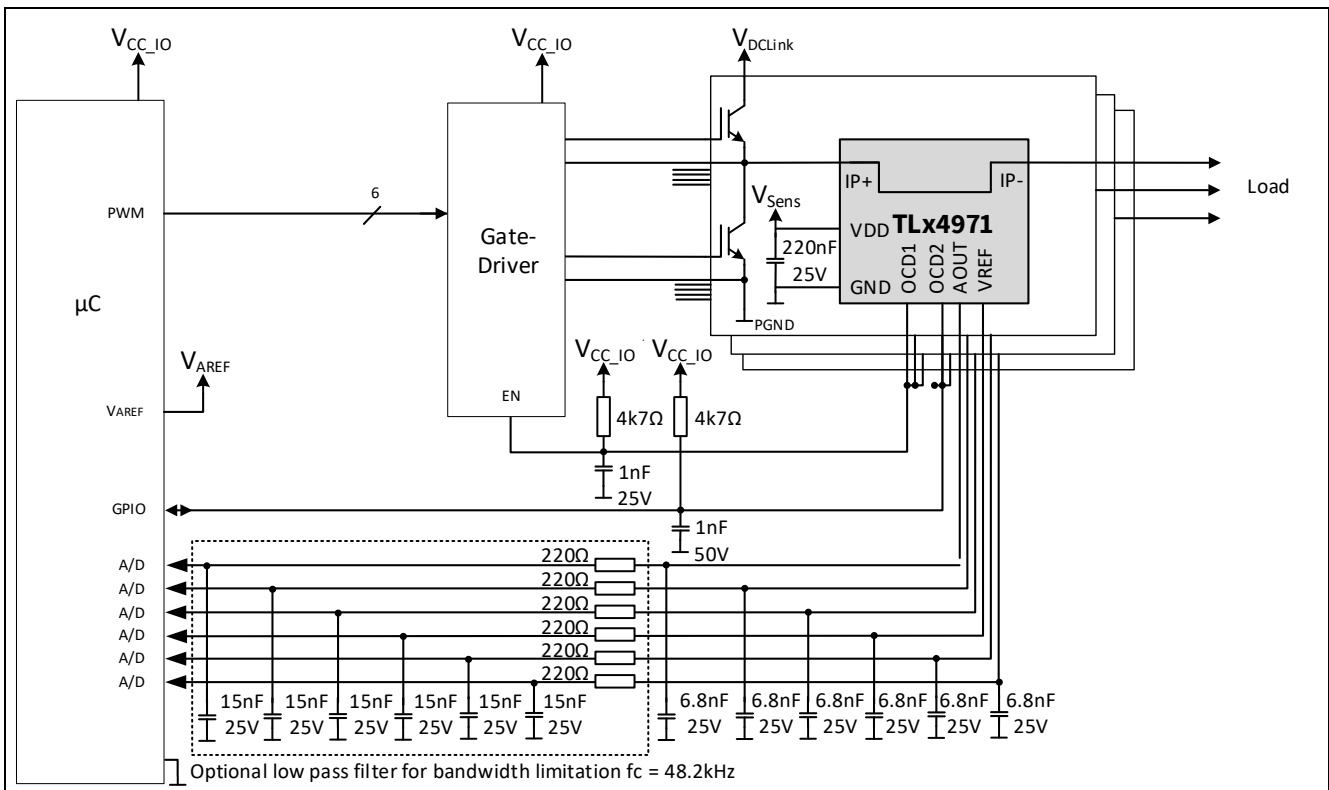 VCC_IO
VCC_IO
VDCLink
µC
PWM
6
Gate-
Driver
EN
IP+
IP-
VSens
VDD
TLx4971
220nF
25V
GND
OCD1
OCD2
AOUT
VREF
PGND
Load
VAREF
VAREF
VCC_IO
VCC_IO
4k7Ω
4k7Ω
1nF
25V
GPIO
1nF
50V
A/D
220Ω
A/D
220Ω
A/D
220Ω
A/D
220Ω
A/D
220Ω
A/D
220Ω
15nF 15nF 15nF 15nF 15nF 15nF 6.8nF 6.8nF 6.8nF 6.8nF 6.8nF 6.8nF
25V 25V 25V 25V 25V 25V 25V 25V 25V 25V 25V 25V
Optional low pass filter for bandwidth limitation fc = 48.2kHz